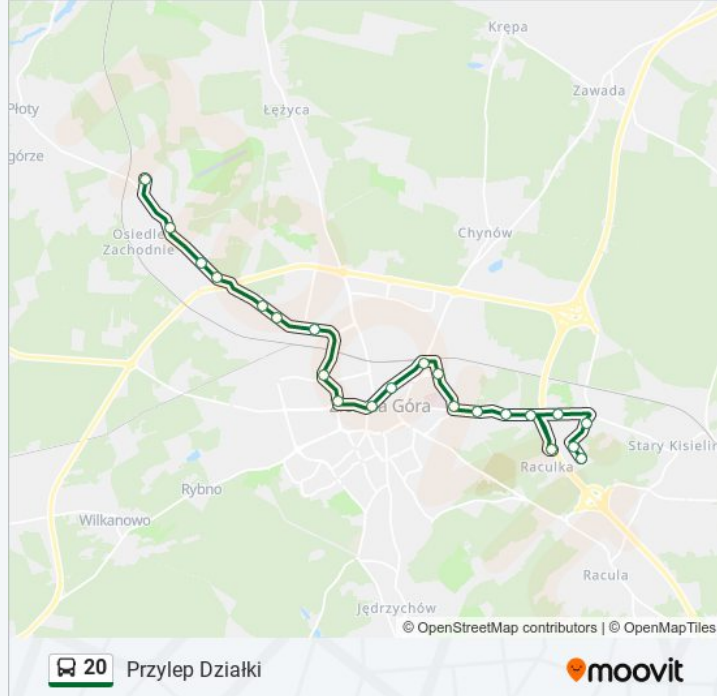 Krępa
Zawada
Łężyca
Płoty
górze
Chynów
Osiedle
Zachodnie
Góra
Stary Kisielin
Raculka
Rybno
Wilkanowo
Racula
Jędrzychów
© OpenStreetMap contributors | © OpenMapTiles
20 Przylep Działki
moovit